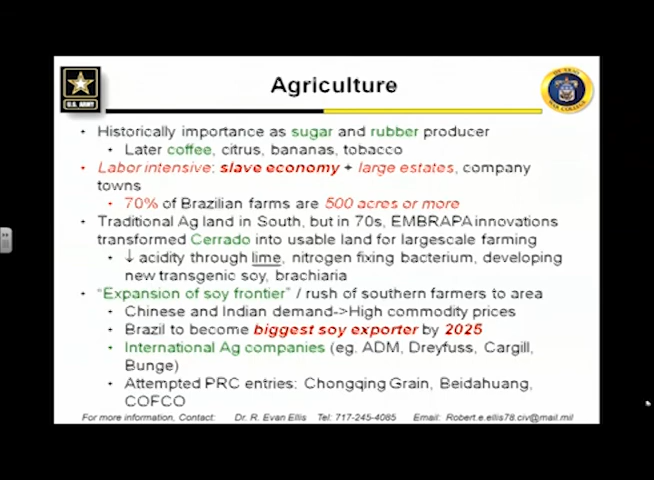 Agriculture
U.S. ARMY
Historically importance as sugar and rubber producer
Later coffee, citrus, bananas, tobacco
Labor intensive: slave economy + large estates, company
towns
70% of Brazilian farms are 500 acres or more
Traditional Ag land in South, but in 70s, EMBRAPA innovations
transformed Cerrado into usable land for largescale farming
↓ acidity through lime, nitrogen fixing bacterium, developing
new transgenic soy, brachiaria
“Expansion of soy frontier” / rush of southern farmers to area
Chinese and Indian demand->High commodity prices
Brazil to become biggest soy exporter by 2025
International Ag companies (eg. ADM, Dreyfuss, Cargill,
Bunge)
Attempted PRC entries: Chongqing Grain, Beidahuang,
COFCO
For more information, Contact: Dr. R. Evan Ellis Tel: 717-245-4085 Email: Robert.e.ellis78.civ@mail.mil